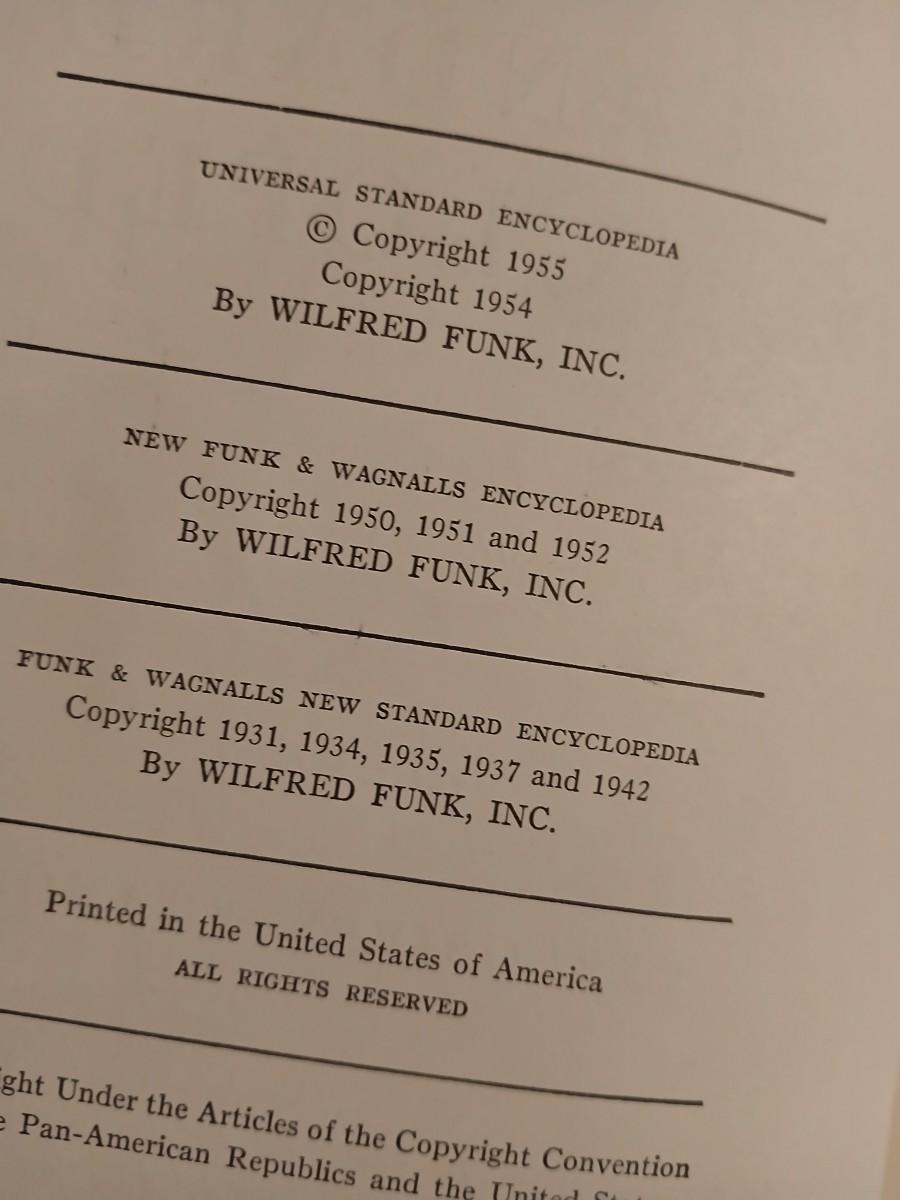 UNIVERSAL STANDARD ENCYCLOPEDIA
© Copyright 1955
Copyright 1954
By WILFRED FUNK, INC.
NEW FUNK & WAGNALLS ENCYCLOPEDIA
Copyright 1950, 1951 and 1952
By WILFRED FUNK, INC.
FUNK & WAGNALLS NEW STANDARD ENCYCLOPEDIA
Copyright 1931, 1934, 1935, 1937 and 1942
By WILFRED FUNK, INC.
Printed in the United States of America
ALL RIGHTS RESERVED
Under the Articles of the Copyright Convention
Pan-American Republics and the United